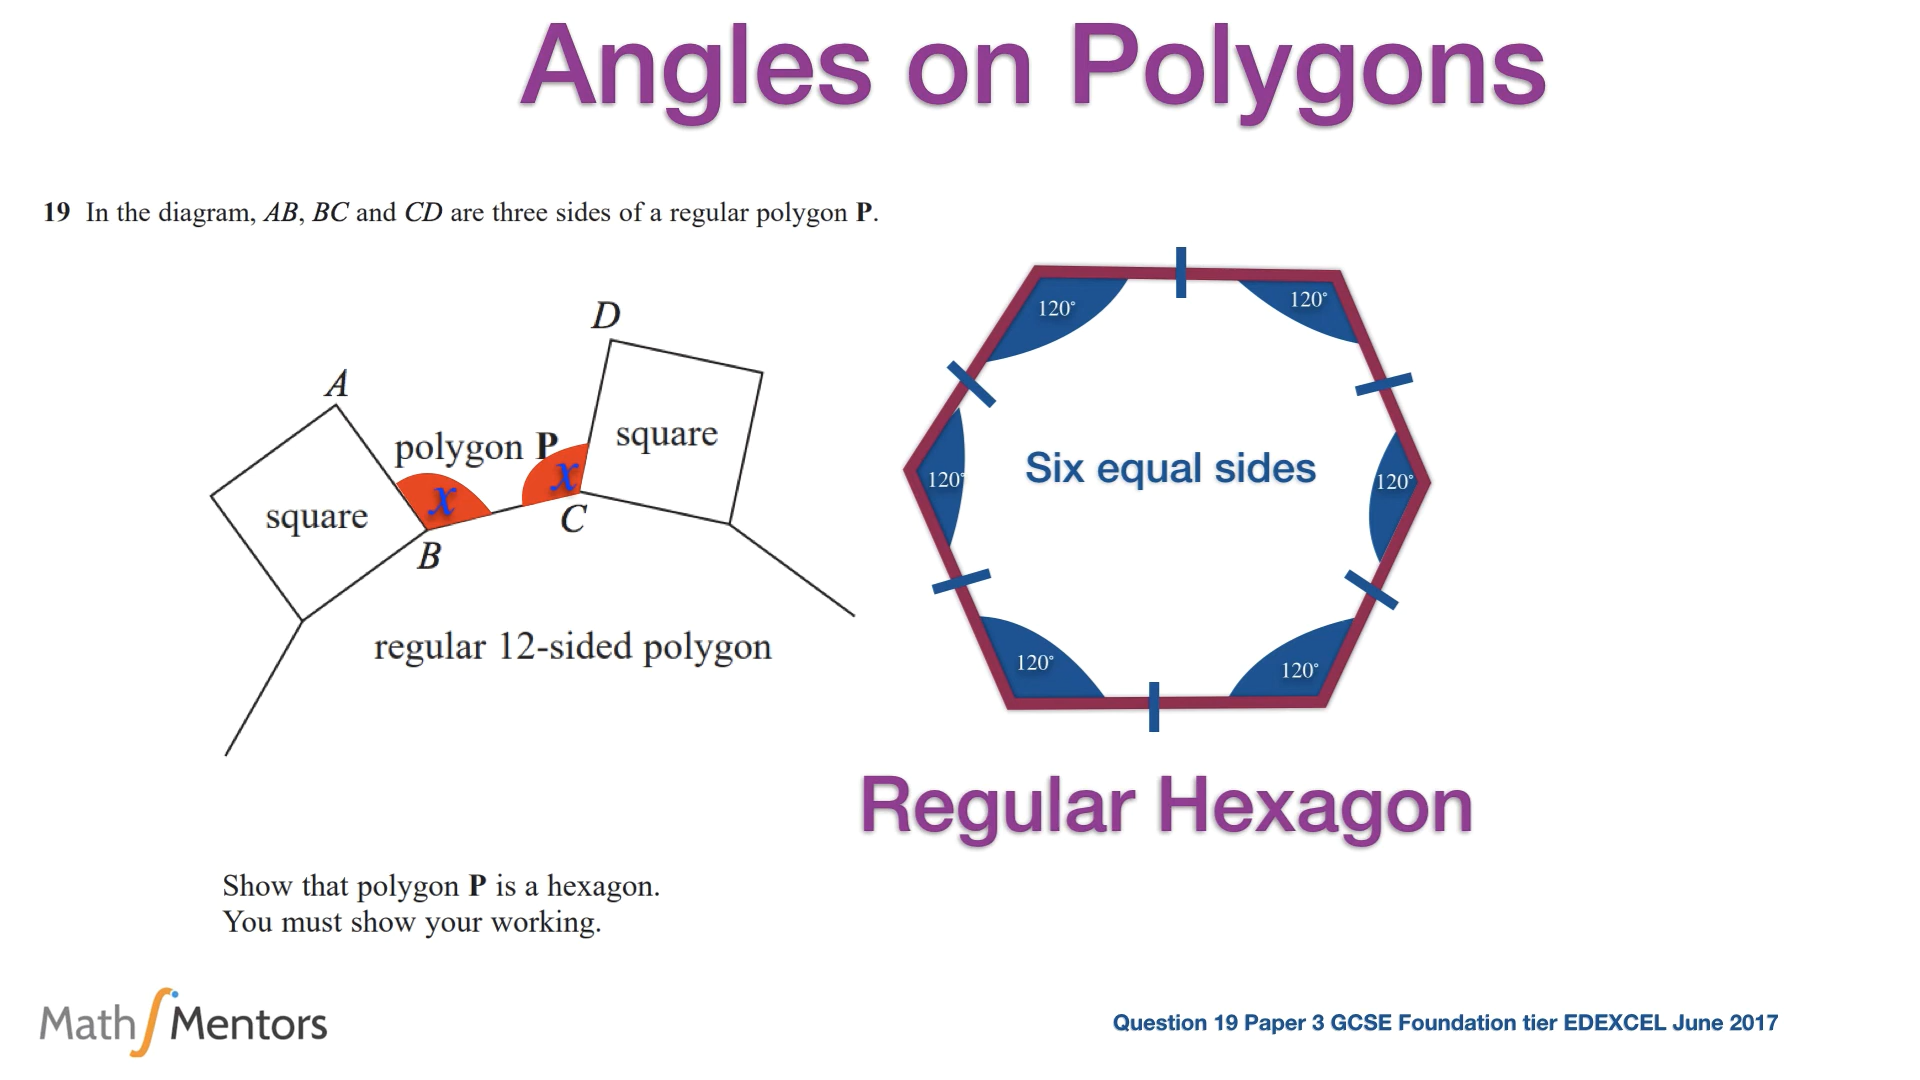 Angles on Polygons
19 In the diagram, AB, BC and CD are three sides of a regular polygon P.
D
A
polygon P
square
x
x
square
C
B
regular 12-sided polygon
120°
120°
120°
Six equal sides
120°
120°
120°
Regular Hexagon
Show that polygon P is a hexagon.
You must show your working.
Math Mentors
Question 19 Paper 3 GCSE Foundation tier EDEXCEL June 2017